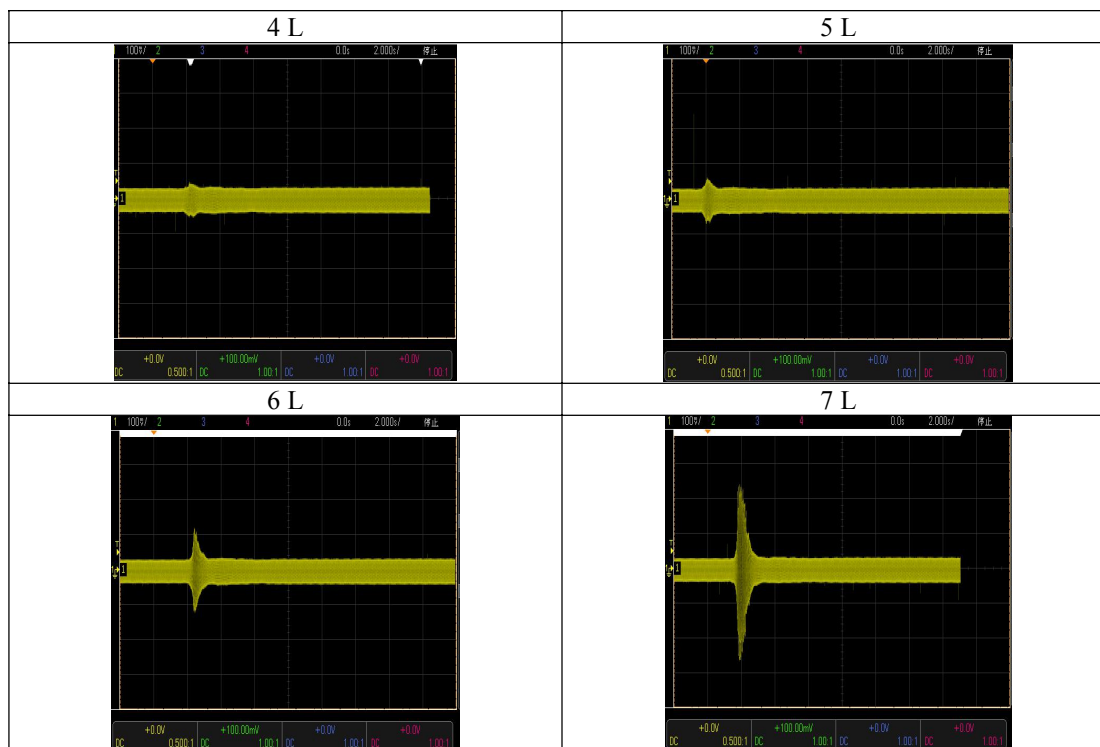 4 L
5 L
100▽/ 2 3 4 0.0s 2.000s/ 停止
1 100▽/ 2 3 4 0.0s 2.000s/ 停止
T
1
T
1
+0.0V +100.00mV +0.0V +0.0V
DC 0.500:1 DC 1.00:1 DC 1.00:1 DC 1.00:1
+0.0V +100.00mV +0.0V +0.0V
DC 0.500:1 DC 1.00:1 DC 1.00:1 DC 1.00:1
6 L
7 L
1 100▽/ 2 3 4 0.0s 2.000s/ 停止
1 100▽/ 2 3 4 0.0s 2.000s/ 停止
T
1
T
1
+0.0V +100.00mV +0.0V +0.0V
DC 0.500:1 DC 1.00:1 DC 1.00:1 DC 1.00:1
+0.0V +100.00mV +0.0V +0.0V
DC 0.500:1 DC 1.00:1 DC 1.00:1 DC 1.00:1